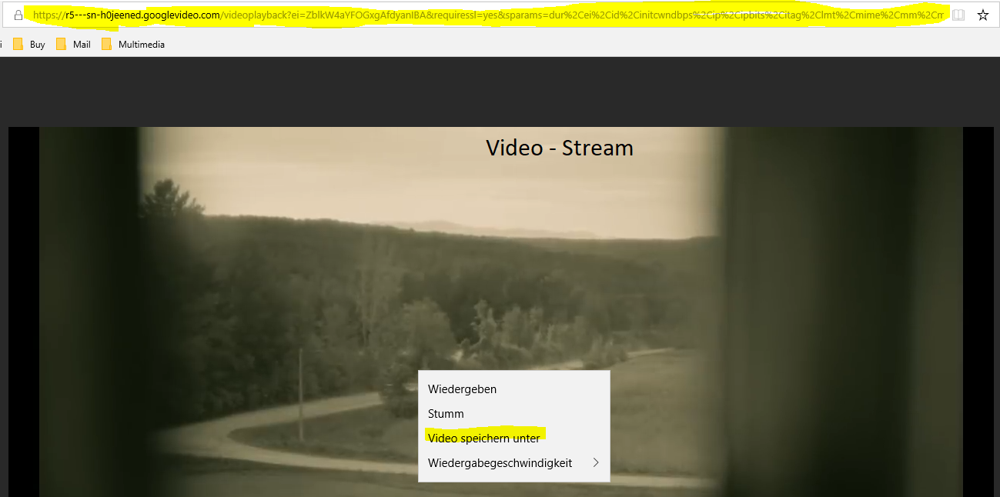 https://r5---sn-h0jeened.googlevideo.com/videoplayback?ei=ZblkW4aYFOGxgAfdyanIBA&requiressl=yes&sparams=dur%2Cei%2Cid%2Cinitcwndbps%2Cip%2Cipbits%2Citag%2Clmt%2Cmime%2Cmm%2Cm
i Buy Mail Multimedia
Video - Stream
Wiedergeben
Stumm
Video speichern unter
Wiedergabegeschwindigkeit